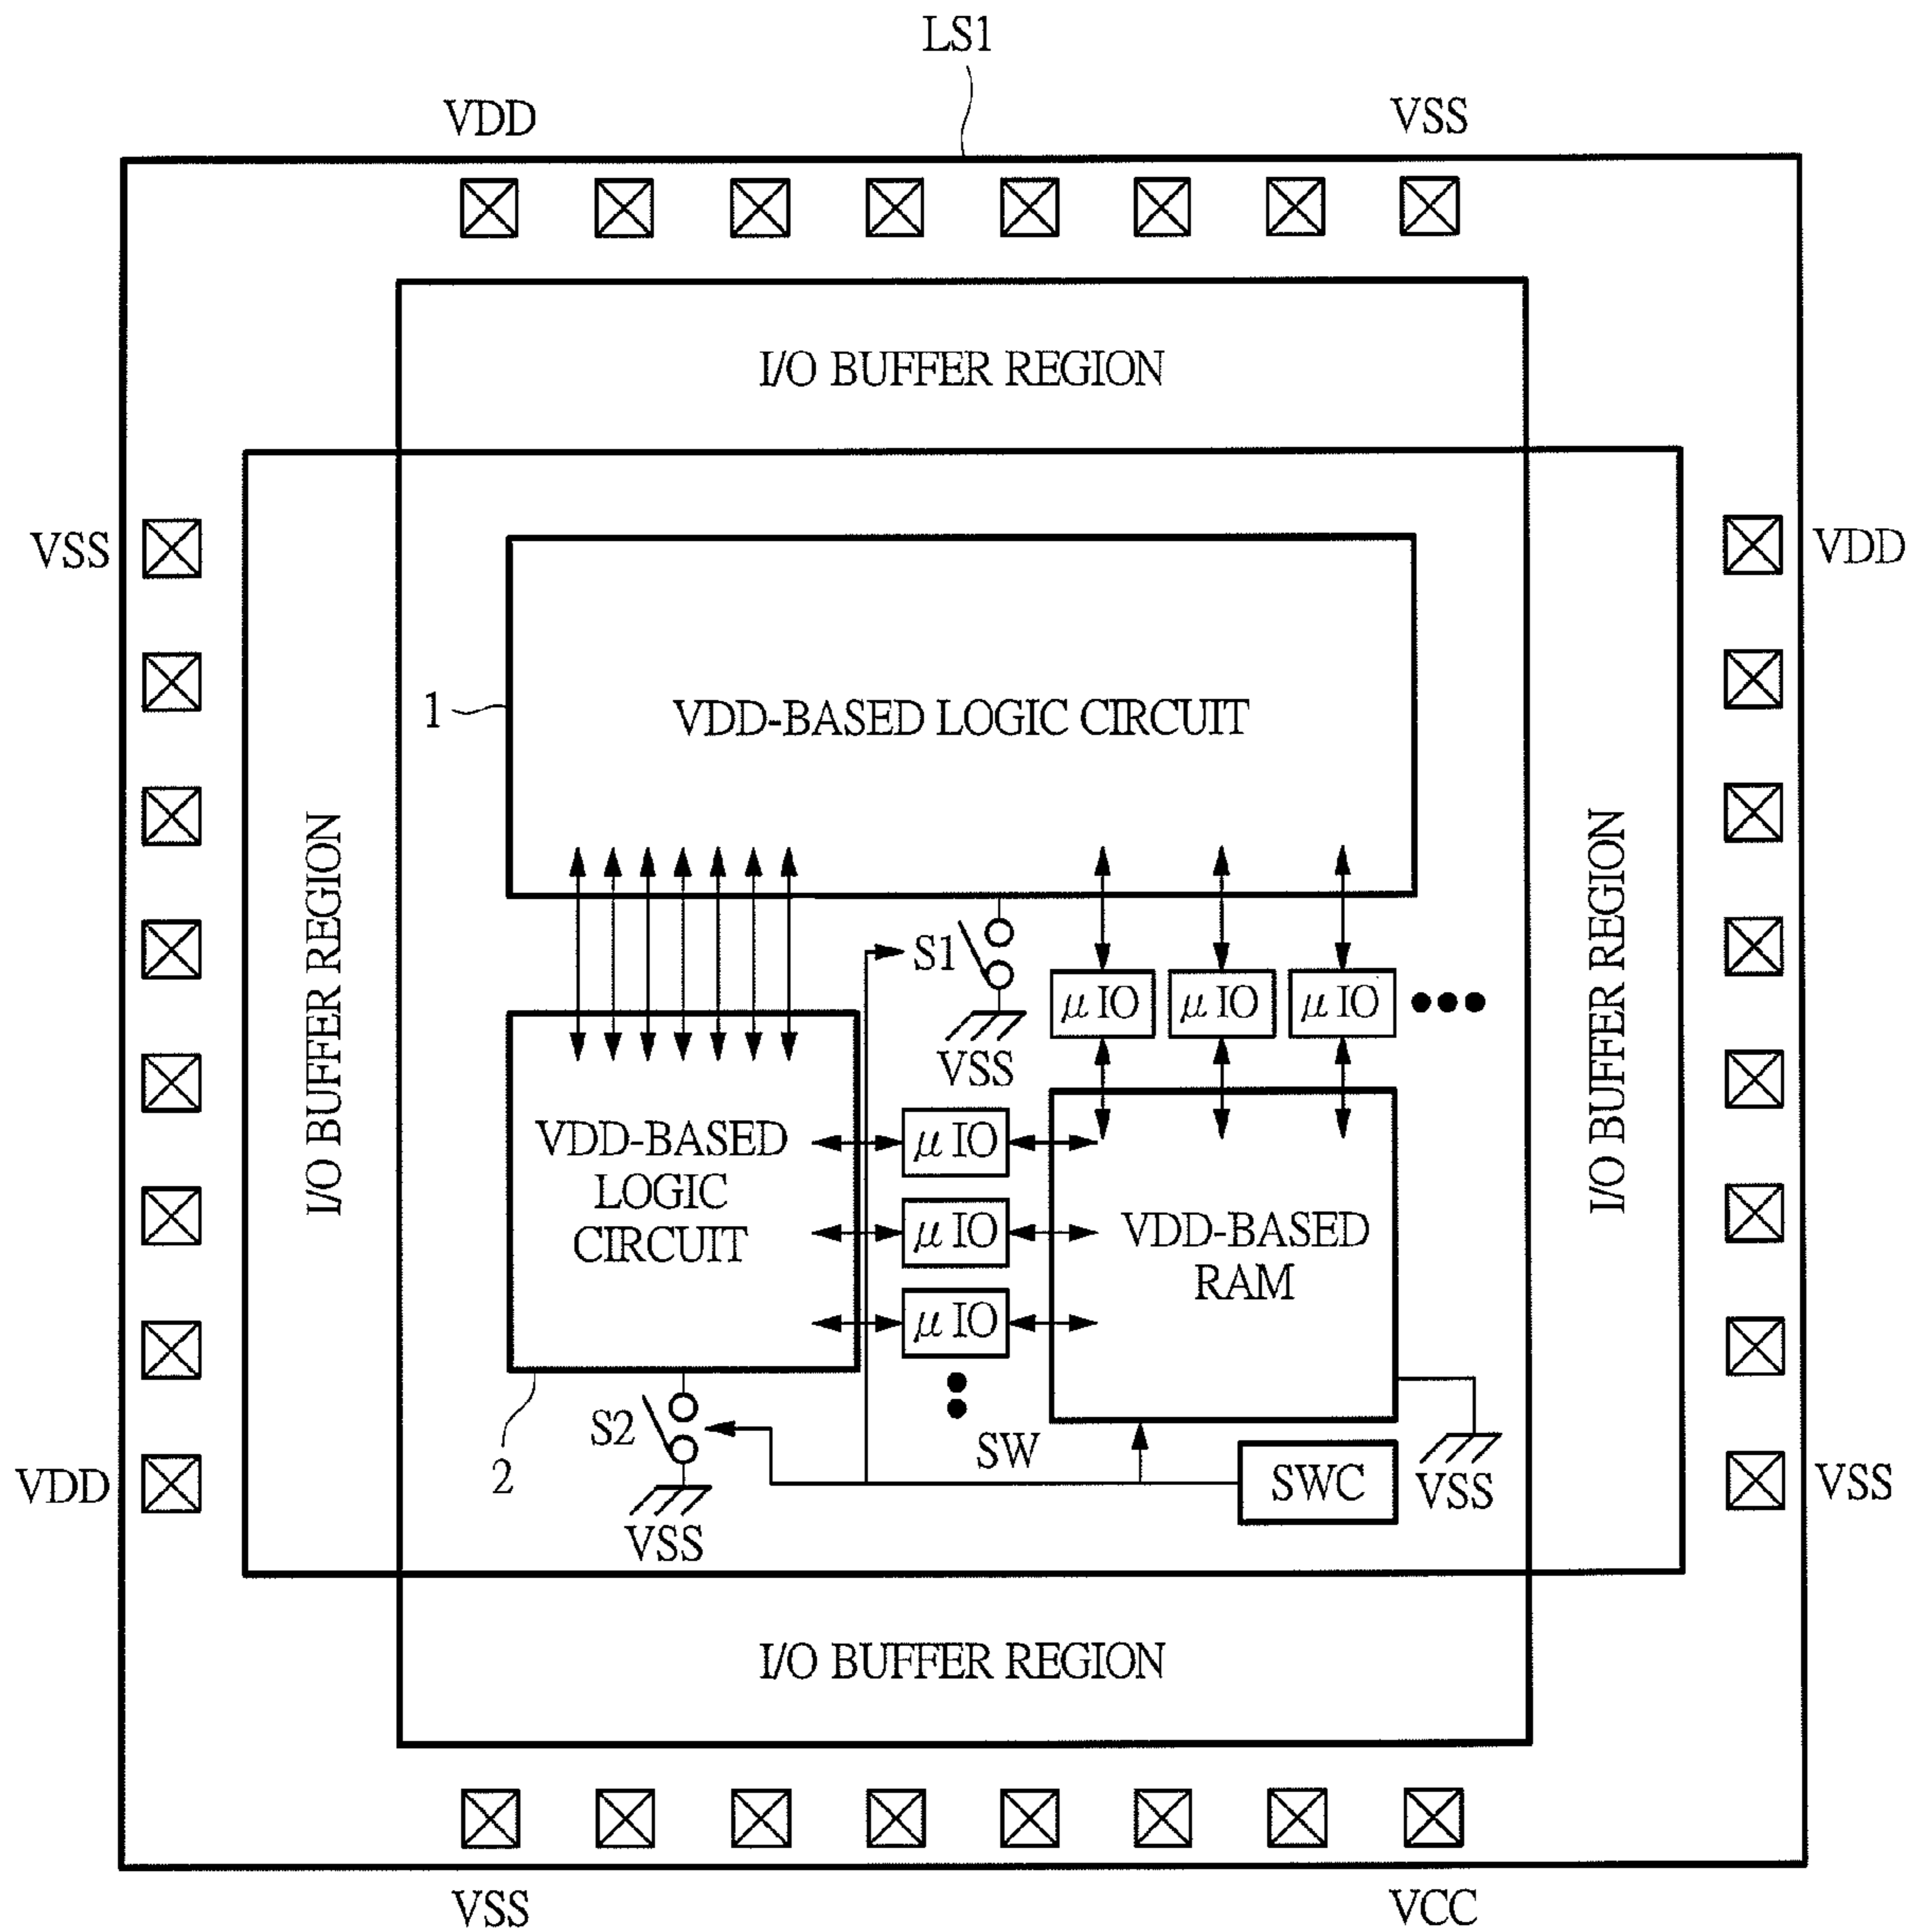 LS1
VDD
VSS
I/O BUFFER REGION
VSS
VDD
1
VDD-BASED LOGIC CIRCUIT
I/O BUFFER REGION
I/O BUFFER REGION
S1
μ IO
μ IO
μ IO
VSS
VDD-BASED
LOGIC
CIRCUIT
μ IO
μ IO
μ IO
VDD-BASED
RAM
S2
2
SW
SWC
VSS
VSS
VDD
VSS
I/O BUFFER REGION
VSS
VCC